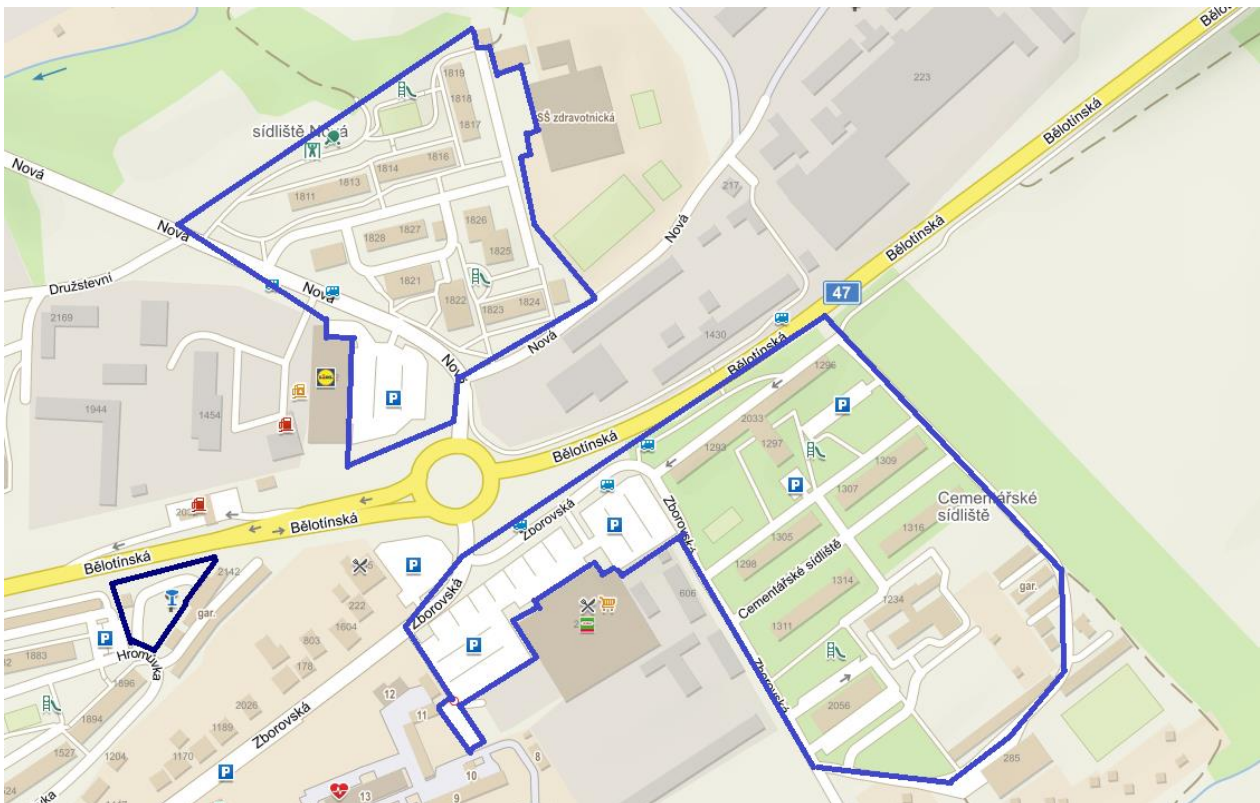 Bělotínská
223
1819
1818
SŠ zdravotnická
1817
sídliště Nová
1816
1814
Nová
1813
1811
217
Nová
1826
1827
Nová
1828
1825
Bělotínská
Družstevní
1821
Nová
47
1822
1823
1824
2169
1430
Nová
Bělotínská
Nová
1296
LIDL
P
P
1944
1454
2033
1293
1297
Bělotínská
1309
P
1307
Zborovská
Zborovská
Cementářské
sídliště
P
1316
Bělotínská
1305
Bělotínská
2142
P
1298
1314
Cementářské sídliště
gar.
222
606
1234
gar.
P
1604
Zborovská
1311
Hromůvka
803
P
1883
178
1896
Zborovská
12
2056
11
1894
2026
1189
Zborovská
8
1527
1204
1170
10
285
P
13
9